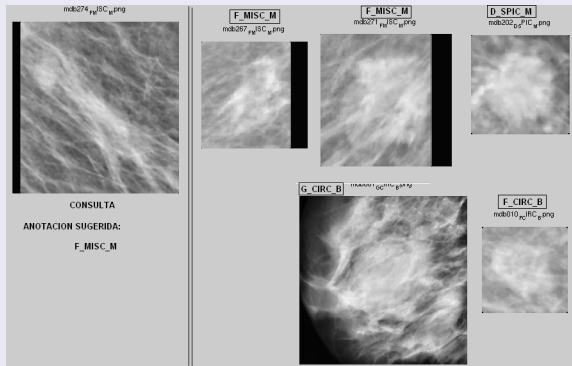 mdb274_FM ISC_M.png
CONSULTA
ANOTACION SUGERIDA:
F_MISC_M
F_MISC_M
mdb267_FM ISC_M.png
F_MISC_M
mdb271_FM ISC_M.png
D_SPIC_M
mdb202_DS PIC_M.png
G_CIRC_B
F_CIRC_B
mdb010_FC IRC_B.png